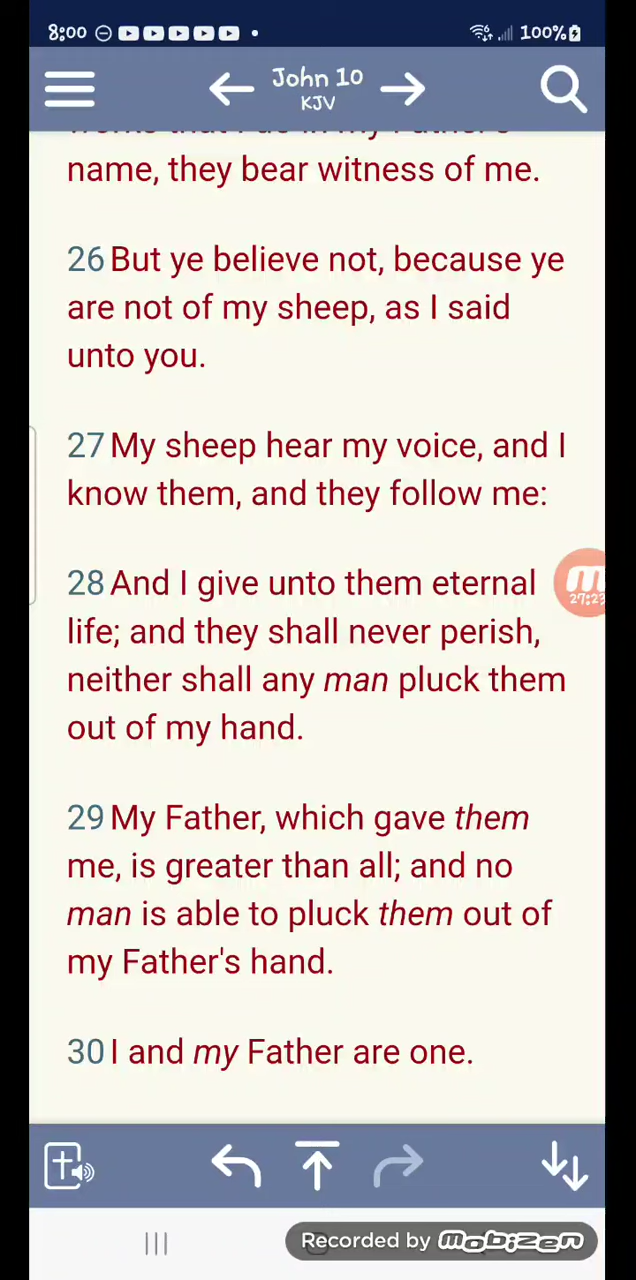 8:00
100%
John 10
KJV
name, they bear witness of me.
26 But ye believe not, because ye
are not of my sheep, as I said
unto you.
27 My sheep hear my voice, and I
know them, and they follow me:
28 And I give unto them eternal
life; and they shall never perish,
neither shall any man pluck them
out of my hand.
27:23
29 My Father, which gave them
me, is greater than all; and no
man is able to pluck them out of
my Father's hand.
30 I and my Father are one.
Recorded by mobizen